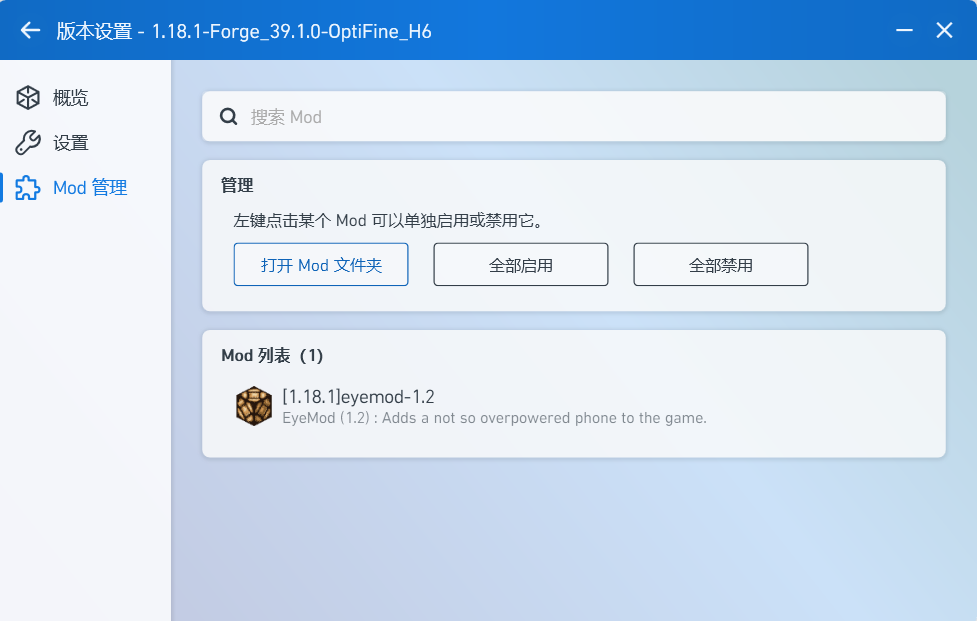 版本设置 - 1.18.1-Forge_39.1.0-OptiFine_H6
概览
设置
Mod 管理
搜索 Mod
管理
左键点击某个 Mod 可以单独启用或禁用它。
打开 Mod 文件夹
全部启用
全部禁用
Mod 列表（1）
[1.18.1]eyemod-1.2
EyeMod (1.2) : Adds a not so overpowered phone to the game.